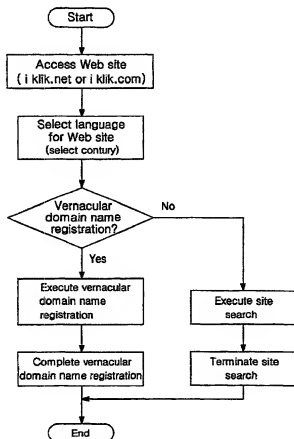 Start
Access Web site
( i klik.net or i klik.com)
Select language
for Web site
(select contury)
Vernacular
domain name
registration?
No
Yes
Execute vernacular
domain name
registration
Execute site
search
Complete vernacular
domain name registration
Terminate site
search
End